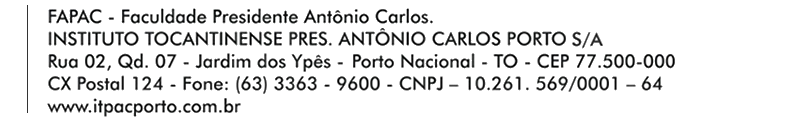 FAPAC - Faculdade Presidente Antônio Carlos.
INSTITUTO TOCANTINENSE PRES. ANTÔNIO CARLOS PORTO S/A
Rua 02, Qd. 07 - Jardim dos Ypês - Porto Nacional - TO - CEP 77.500-000
CX Postal 124 - Fone: (63) 3363 - 9600 - CNPJ – 10.261. 569/0001 – 64
www.itpacporto.com.br